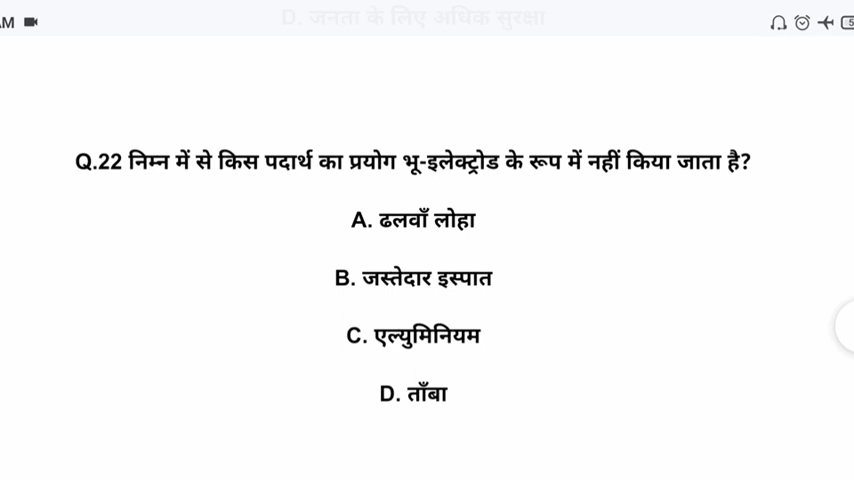 M
D. जनता के लिए अधिक सुरक्षा
Q.22 निम्न में से किस पदार्थ का प्रयोग भू-इलेक्ट्रोड के रूप में नहीं किया जाता है?
A. ढलवाँ लोहा
B. जस्तेदार इस्पात
C. एल्युमिनियम
D. ताँबा